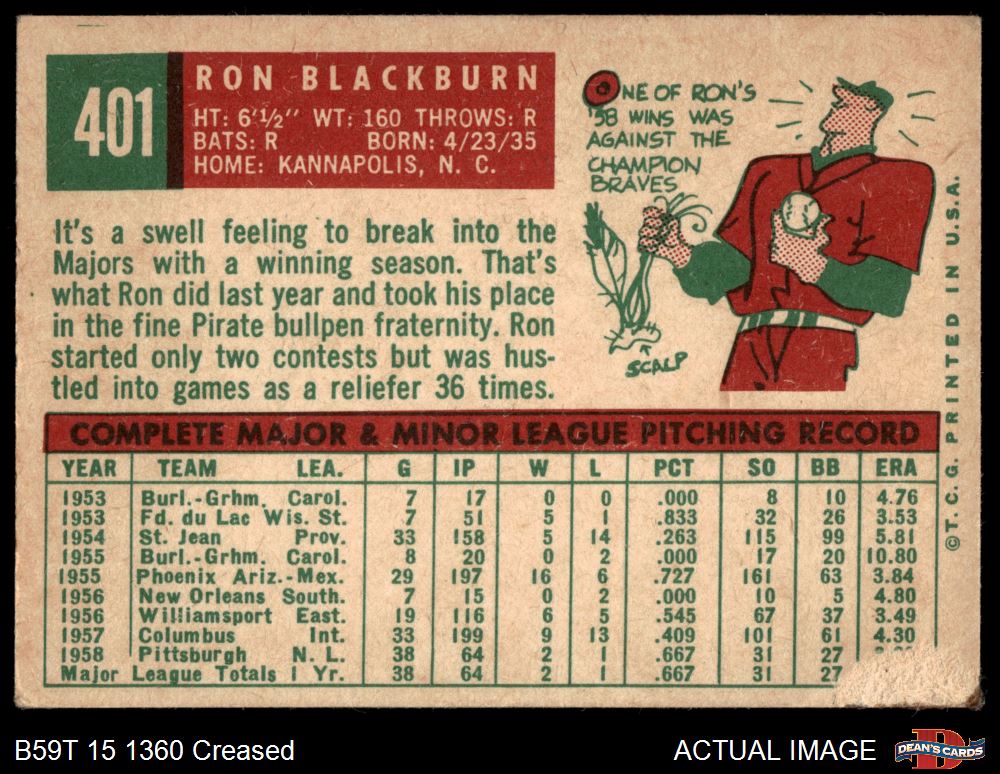 401
RON BLACKBURN
HT: 6'½" WT: 160 THROWS: R
BATS: R BORN: 4/23/35
HOME: KANNAPOLIS, N. C.
ONE OF RON'S
'58 WINS WAS
AGAINST THE
CHAMPION
BRAVES
SCALP
It's a swell feeling to break into the
Majors with a winning season. That's
what Ron did last year and took his place
in the fine Pirate bullpen fraternity. Ron
started only two contests but was hus-
tled into games as a reliefer 36 times.
COMPLETE MAJOR & MINOR LEAGUE PITCHING RECORD
YEAR TEAM LEA. G IP W L PCT SO BB ERA
1953 Burl.-Grhm. Carol. 7 17 0 0 .000 8 10 4.76
1953 Fd. du Lac Wis. St. 7 51 5 1 .833 32 26 3.53
1954 St. Jean Prov. 33 158 5 14 .263 115 99 5.81
1955 Burl.-Grhm. Carol. 8 20 0 2 .000 17 20 10.80
1955 Phoenix Ariz.-Mex. 29 197 16 6 .727 161 63 3.84
1956 New Orleans South. 7 15 0 2 .000 10 5 4.80
1956 Williamsport East. 19 116 6 5 .545 67 37 3.49
1957 Columbus Int. 33 199 9 13 .409 101 61 4.30
1958 Pittsburgh N. L. 38 64 2 1 .667 31 27
Major League Totals 1 Yr. 38 64 2 1 .667 31 27
© T. C. G. PRINTED IN U.S.A.
B59T 15 1360 Creased
ACTUAL IMAGE
DEAN'S CARDS